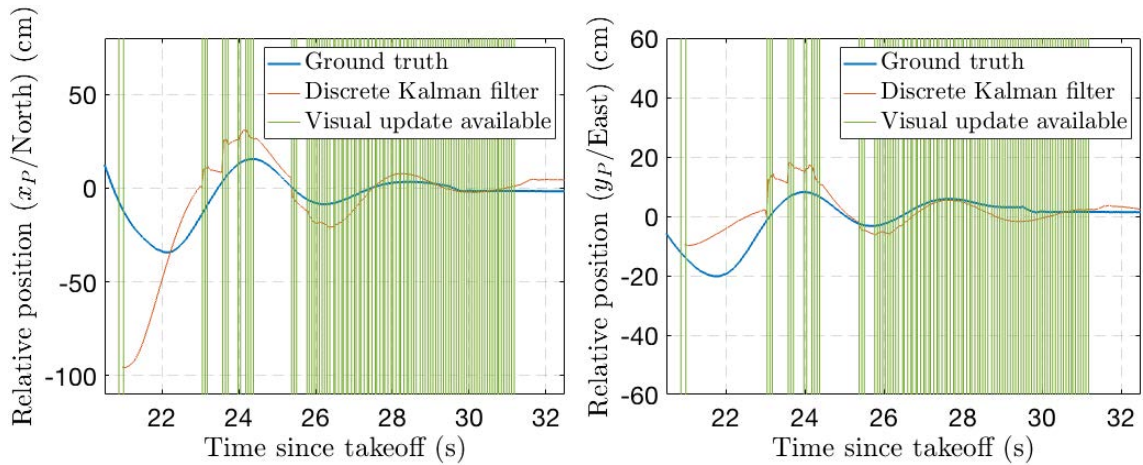 Relative position (x_P/North) (cm)
50
0
-50
-100
22 24 26 28 30 32
Time since takeoff (s)
Ground truth
Discrete Kalman filter
Visual update available
Relative position (y_P/East) (cm)
60
40
20
0
-20
-40
-60
22 24 26 28 30 32
Time since takeoff (s)
Ground truth
Discrete Kalman filter
Visual update available